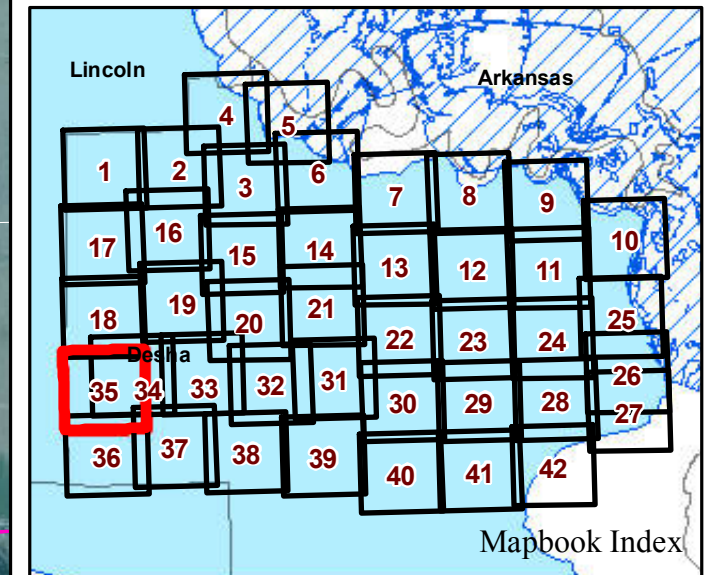 Lincoln
Arkansas
4
5
1 2 3 6 7 8 9
10
17 16 15 14 13 12 11
18 19 20 21 22 23 24 25
Desha
35 34 33 32 31 30 29 28 26
27
36 37 38 39 40 41 42
Mapbook Index